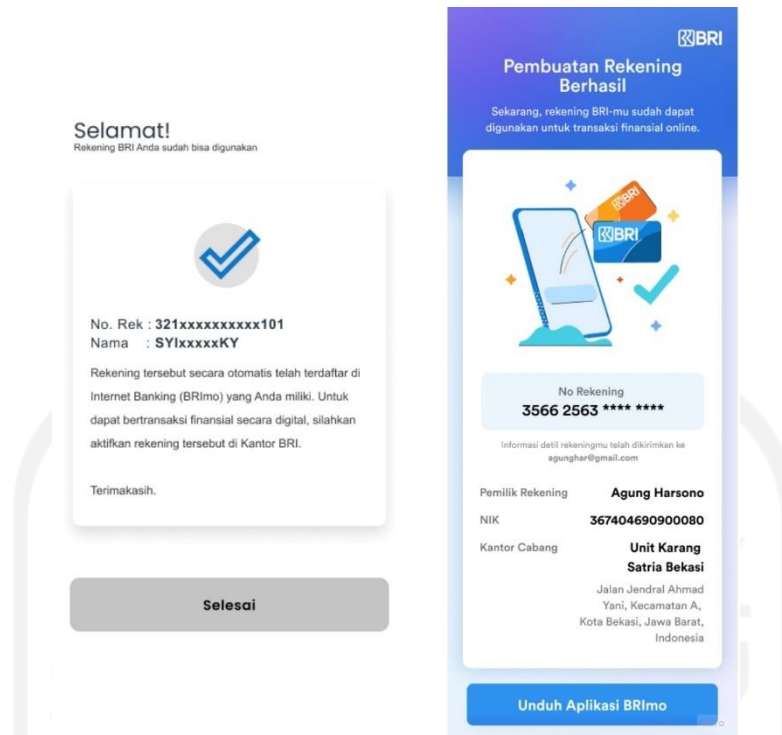 Selamat!
Rekening BRI Anda sudah bisa digunakan
No. Rek : 321xxxxxxxxxx101
Nama : SYIxxxxxKY
Rekening tersebut secara otomatis telah terdaftar di
Internet Banking (BRImo) yang Anda miliki. Untuk
dapat bertransaksi finansial secara digital, silahkan
aktifkan rekening tersebut di Kantor BRI.
Terimakasih.
Selesai
BRI
Pembuatan Rekening
Berhasil
Sekarang, rekening BRI-mu sudah dapat
digunakan untuk transaksi finansial online.
BRI
BRI
No Rekening
3566 2563 **** ****
Informasi detil rekeningmu telah dikirimkan ke
agunghar@gmail.com
Pemilik Rekening Agung Harsono
NIK 367404690900080
Kantor Cabang Unit Karang
Satria Bekasi
Jalan Jendral Ahmad
Yani, Kecamatan A,
Kota Bekasi, Jawa Barat,
Indonesia
Unduh Aplikasi BRImo